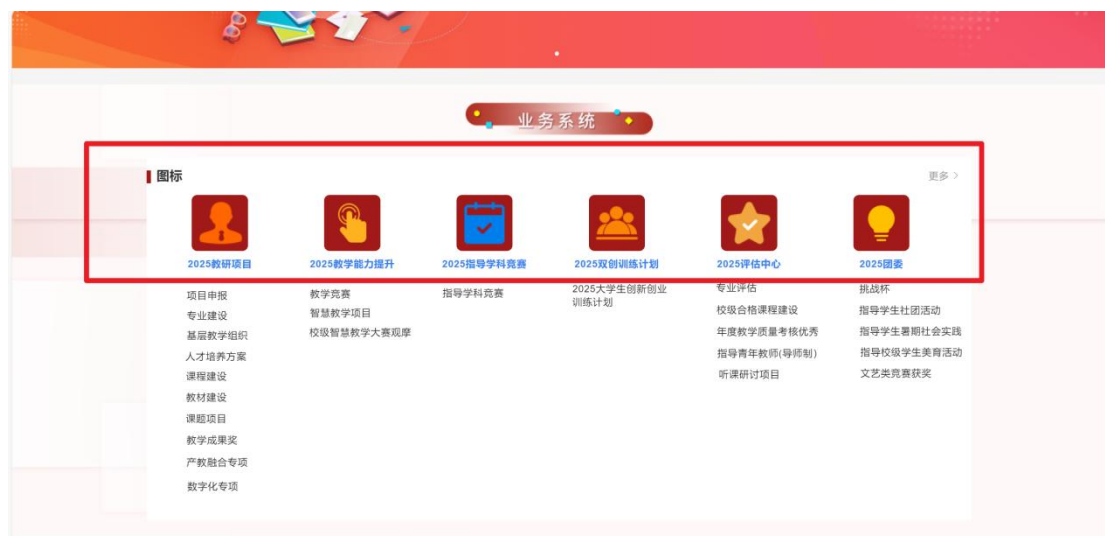 业务系统
图标
更多 >
2025教研项目
2025教学能力提升
2025指导学科竞赛
2025双创训练计划
2025评估中心
2025团委
项目申报
专业建设
基层教学组织
人才培养方案
课程建设
教材建设
课题项目
教学成果奖
产教融合专项
数字化专项
教学竞赛
智慧教学项目
校级智慧教学大赛观摩
指导学科竞赛
2025大学生创新创业
训练计划
专业评估
校级合格课程建设
年度教学质量考核优秀
指导青年教师(导师制)
听课研讨项目
挑战杯
指导学生社团活动
指导学生暑期社会实践
指导校级学生美育活动
文艺类竞赛获奖